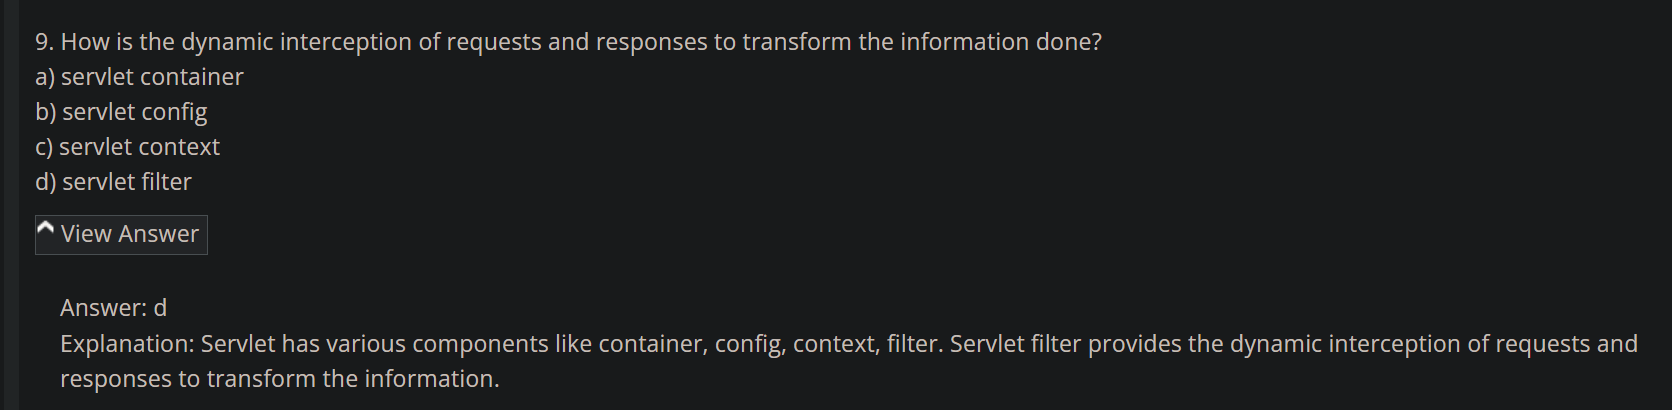 9. How is the dynamic interception of requests and responses to transform the information done?
a) servlet container
b) servlet config
c) servlet context
d) servlet filter
View Answer
Answer: d
Explanation: Servlet has various components like container, config, context, filter. Servlet filter provides the dynamic interception of requests and
responses to transform the information.